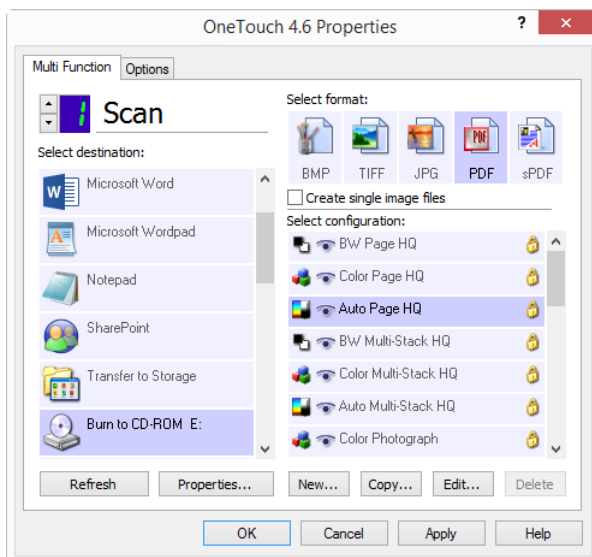 OneTouch 4.6 Properties
?
Multi Function
Options
1
Scan
Select destination:
Microsoft Word
Microsoft Wordpad
Notepad
SharePoint
Transfer to Storage
Burn to CD-ROM E:
Select format:
BMP
TIFF
JPG
PDF
sPDF
Create single image files
Select configuration:
BW Page HQ
Color Page HQ
Auto Page HQ
BW Multi-Stack HQ
Color Multi-Stack HQ
Auto Multi-Stack HQ
Color Photograph
Refresh
Properties...
New...
Copy...
Edit...
Delete
OK
Cancel
Apply
Help